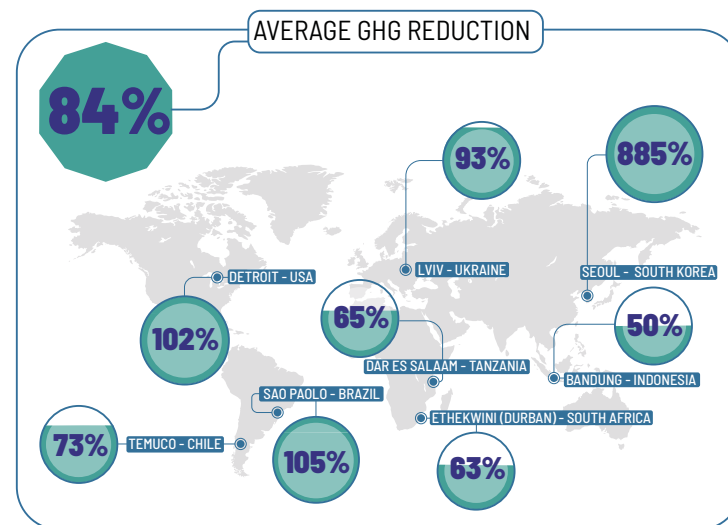 AVERAGE GHG REDUCTION
84%
93%
885%
DETROIT - USA
LVIV - UKRAINE
SEOUL - SOUTH KOREA
65%
50%
102%
DAR ES SALAAM - TANZANIA
BANDUNG - INDONESIA
SAO PAOLO - BRAZIL
ETHEKWINI (DURBAN) - SOUTH AFRICA
73%
TEMUCO - CHILE
105%
63%